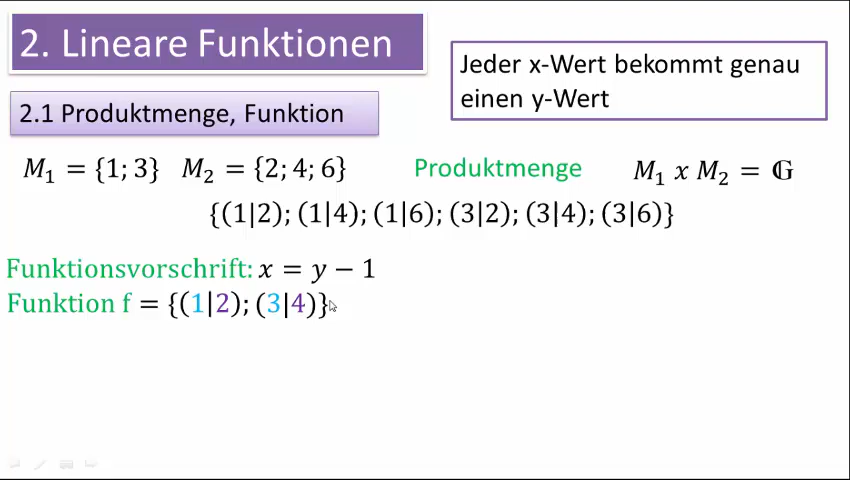 2. Lineare Funktionen
Jeder x-Wert bekommt genau
einen y-Wert
2.1 Produktmenge, Funktion
M₁ = {1; 3} M₂ = {2; 4; 6} Produktmenge M₁ x M₂ = 𝔾
{(1|2); (1|4); (1|6); (3|2); (3|4); (3|6)}
Funktionsvorschrift: x = y − 1
Funktion f = {(1|2); (3|4)}